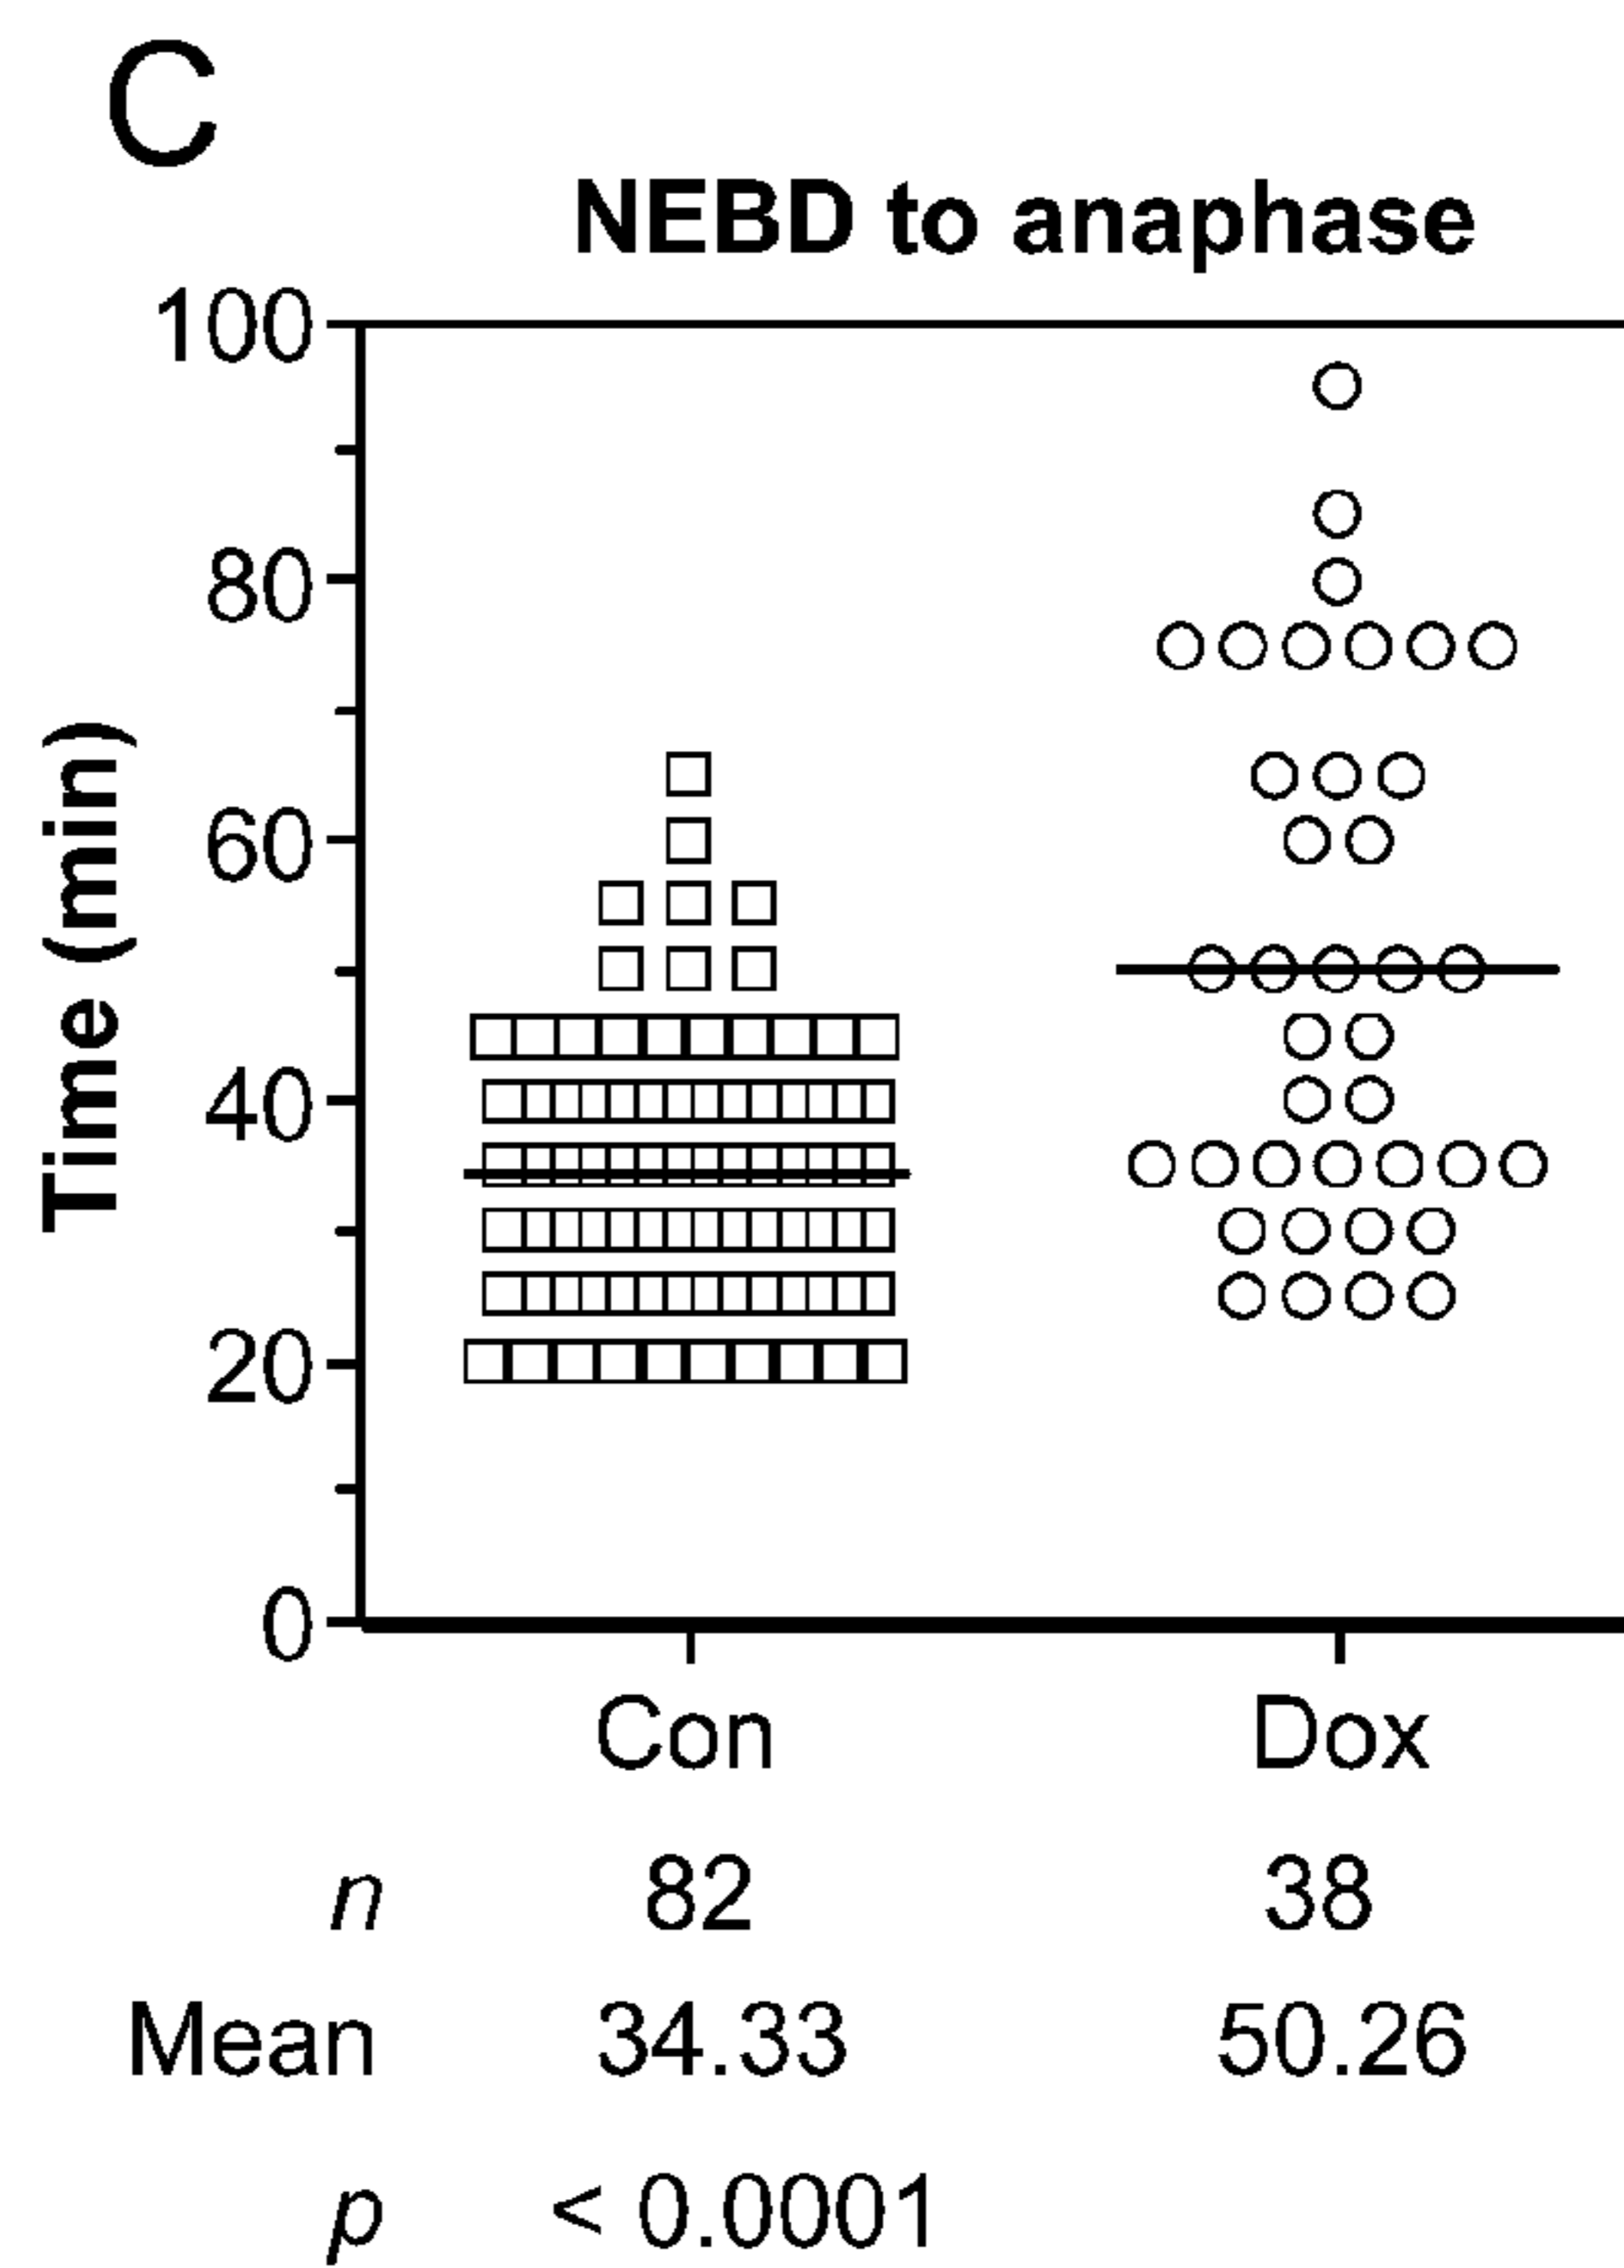 C
NEBD to anaphase
Time (min)
100
80
60
40
20
0
Con Dox
n 82 38
Mean 34.33 50.26
p < 0.0001